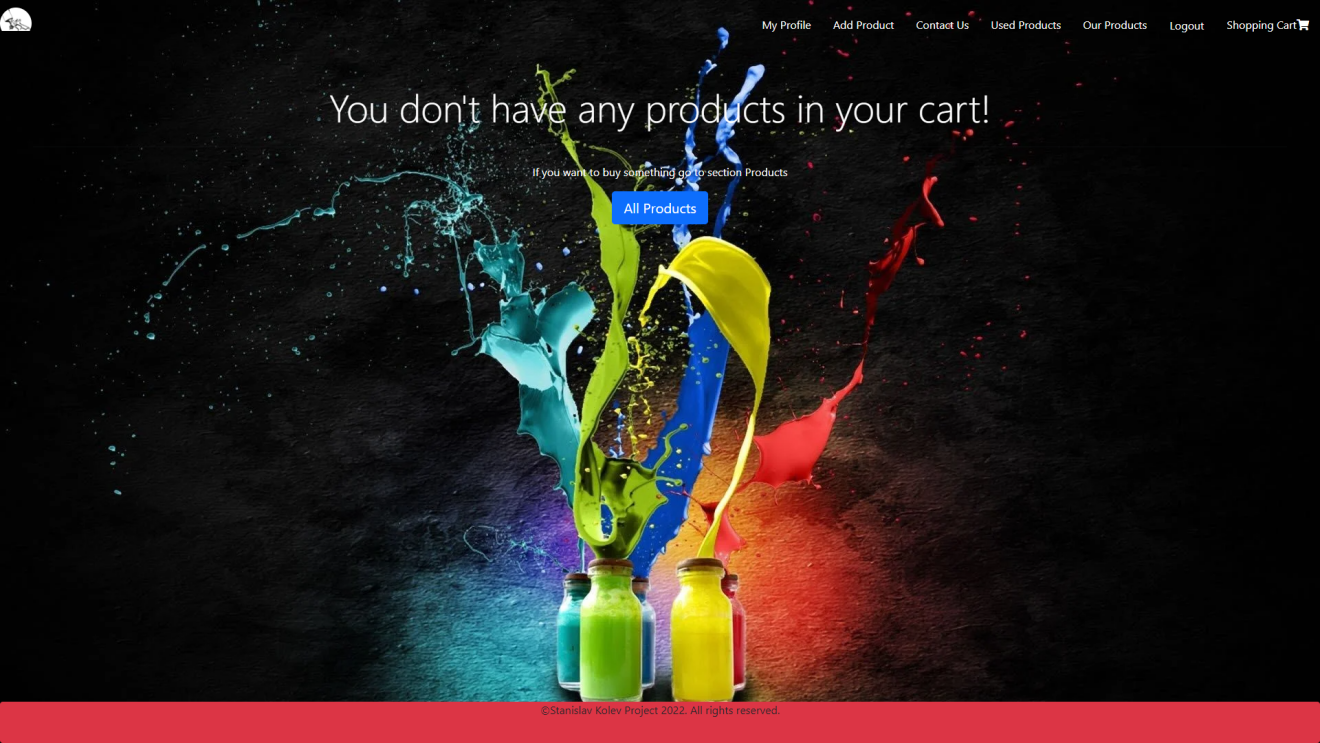 My Profile
Add Product
Contact Us
Used Products
Our Products
Logout
Shopping Cart
You don't have any products in your cart!
If you want to buy something go to section Products
All Products
©Stanislav Kolev Project 2022. All rights reserved.